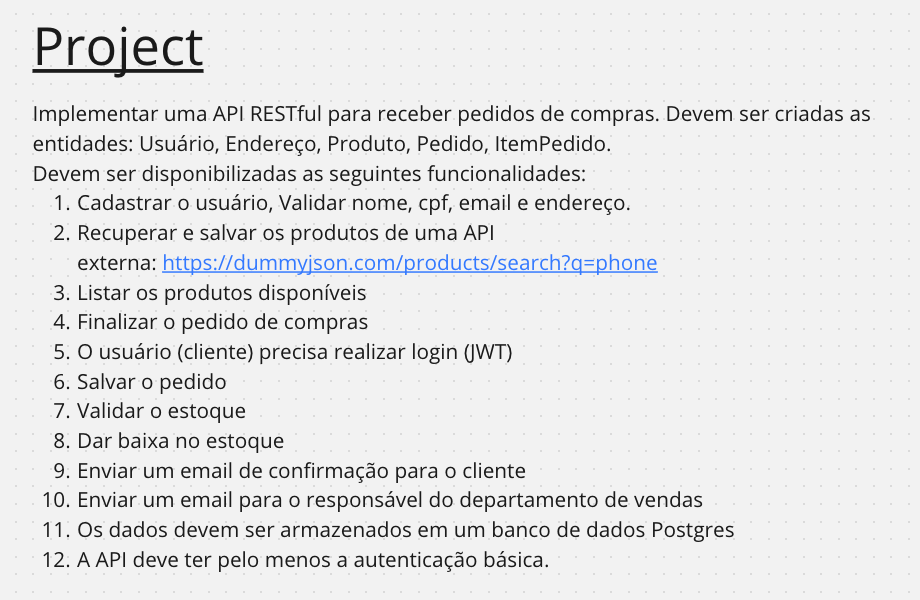 Project
Implementar uma API RESTful para receber pedidos de compras. Devem ser criadas as
entidades: Usuário, Endereço, Produto, Pedido, ItemPedido.
Devem ser disponibilizadas as seguintes funcionalidades:
1. Cadastrar o usuário, Validar nome, cpf, email e endereço.
2. Recuperar e salvar os produtos de uma API
externa: https://dummyjson.com/products/search?q=phone
3. Listar os produtos disponíveis
4. Finalizar o pedido de compras
5. O usuário (cliente) precisa realizar login (JWT)
6. Salvar o pedido
7. Validar o estoque
8. Dar baixa no estoque
9. Enviar um email de confirmação para o cliente
10. Enviar um email para o responsável do departamento de vendas
11. Os dados devem ser armazenados em um banco de dados Postgres
12. A API deve ter pelo menos a autenticação básica.